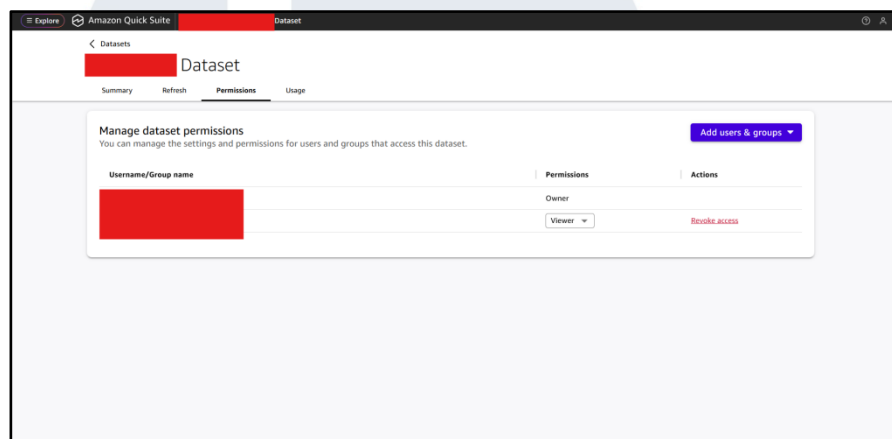 Explore Amazon Quick Suite Dataset
Datasets
Dataset
Summary Refresh Permissions Usage
Manage dataset permissions
Add users & groups
You can manage the settings and permissions for users and groups that access this dataset.
Username/Group name Permissions Actions
Owner
Viewer Revoke access